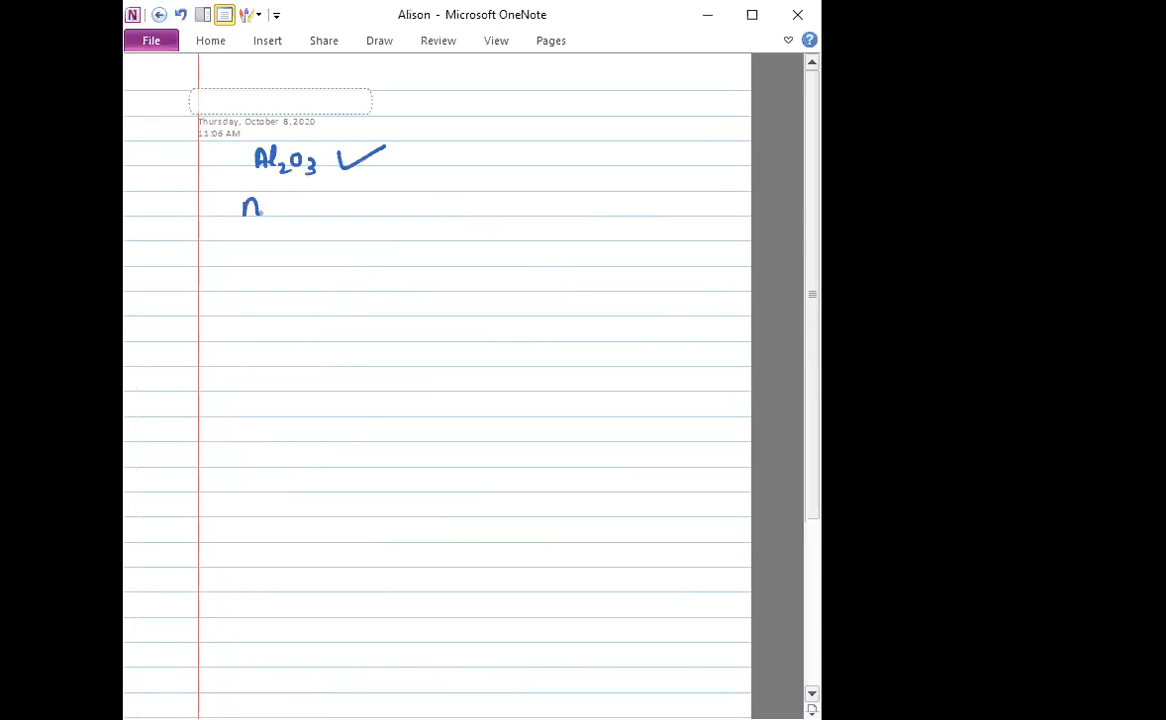 Alison - Microsoft OneNote
File Home Insert Share Draw Review View Pages
Thursday, October 8, 2020
11:06 AM
Al₂O₃ ✓
n